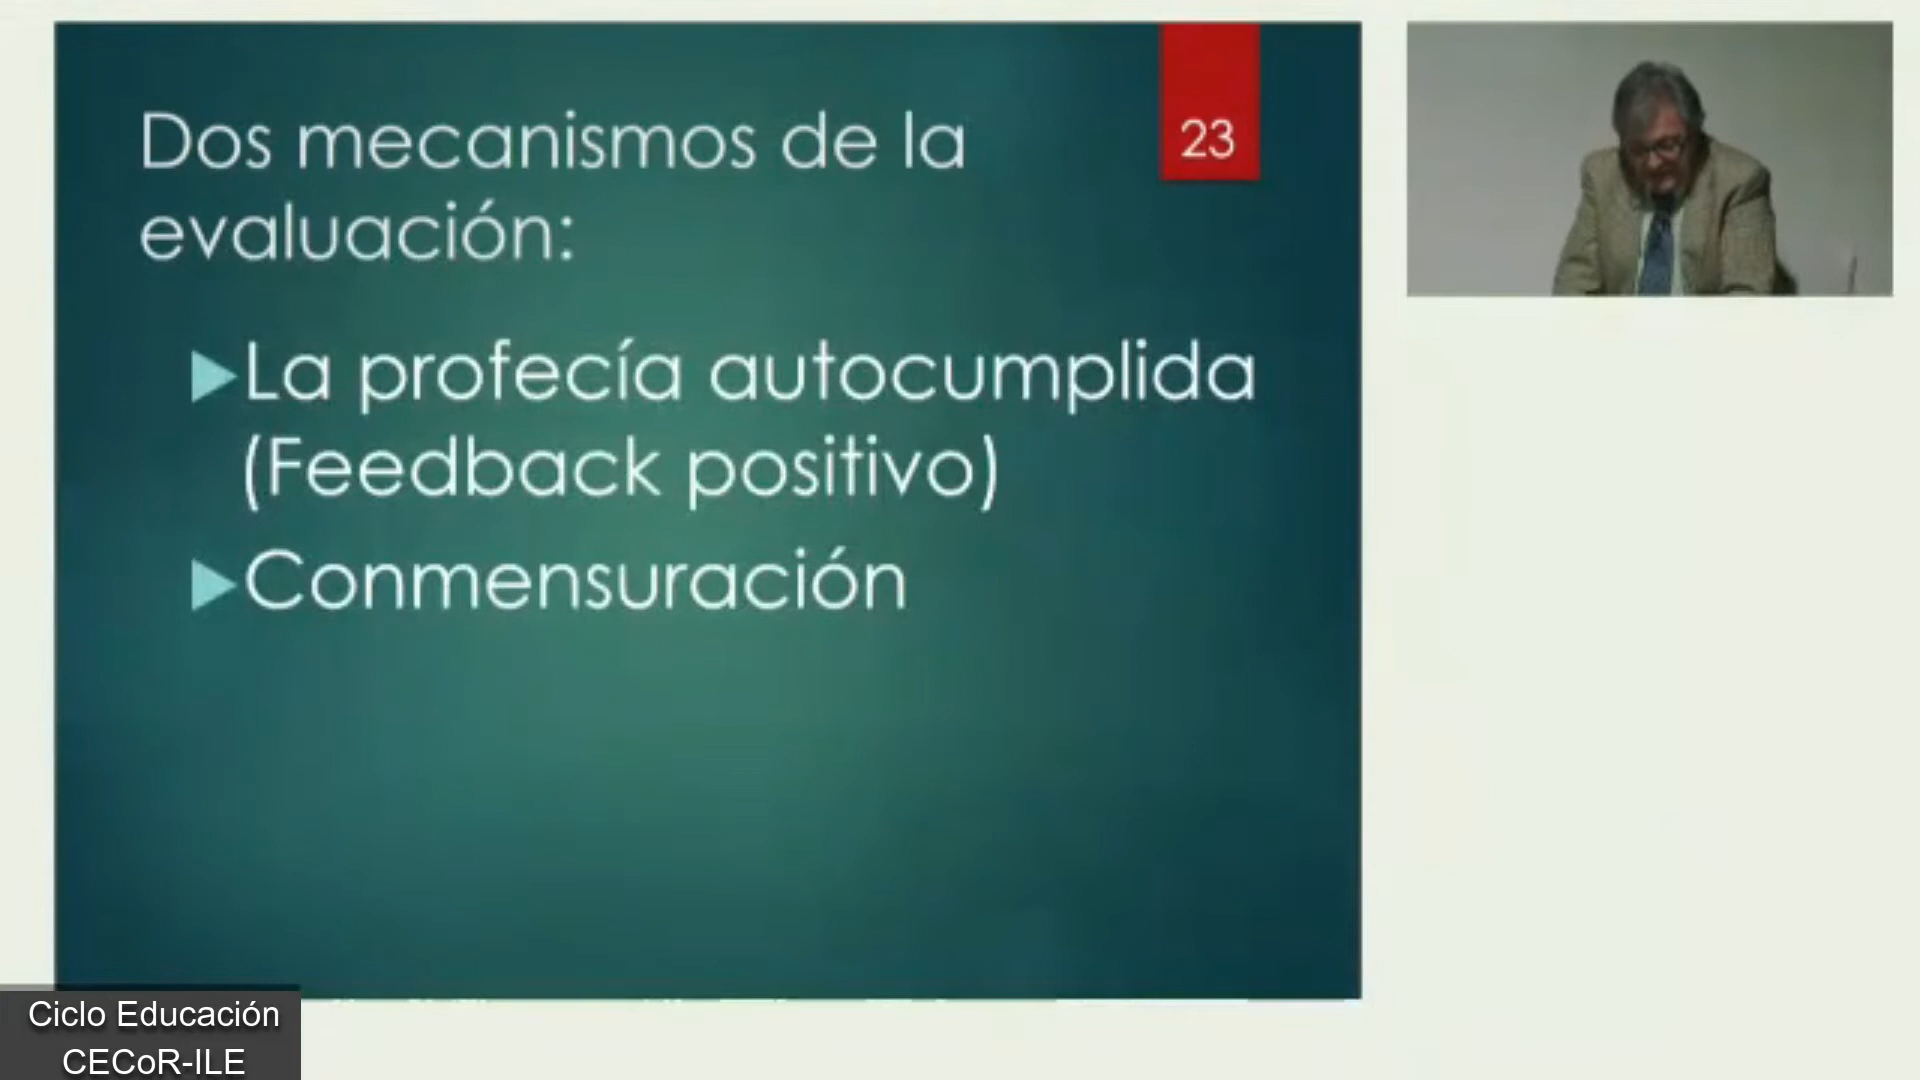 Dos mecanismos de la
evaluación:
23
La profecía autocumplida
(Feedback positivo)
Conmensuración
Ciclo Educación
CECoR-ILE